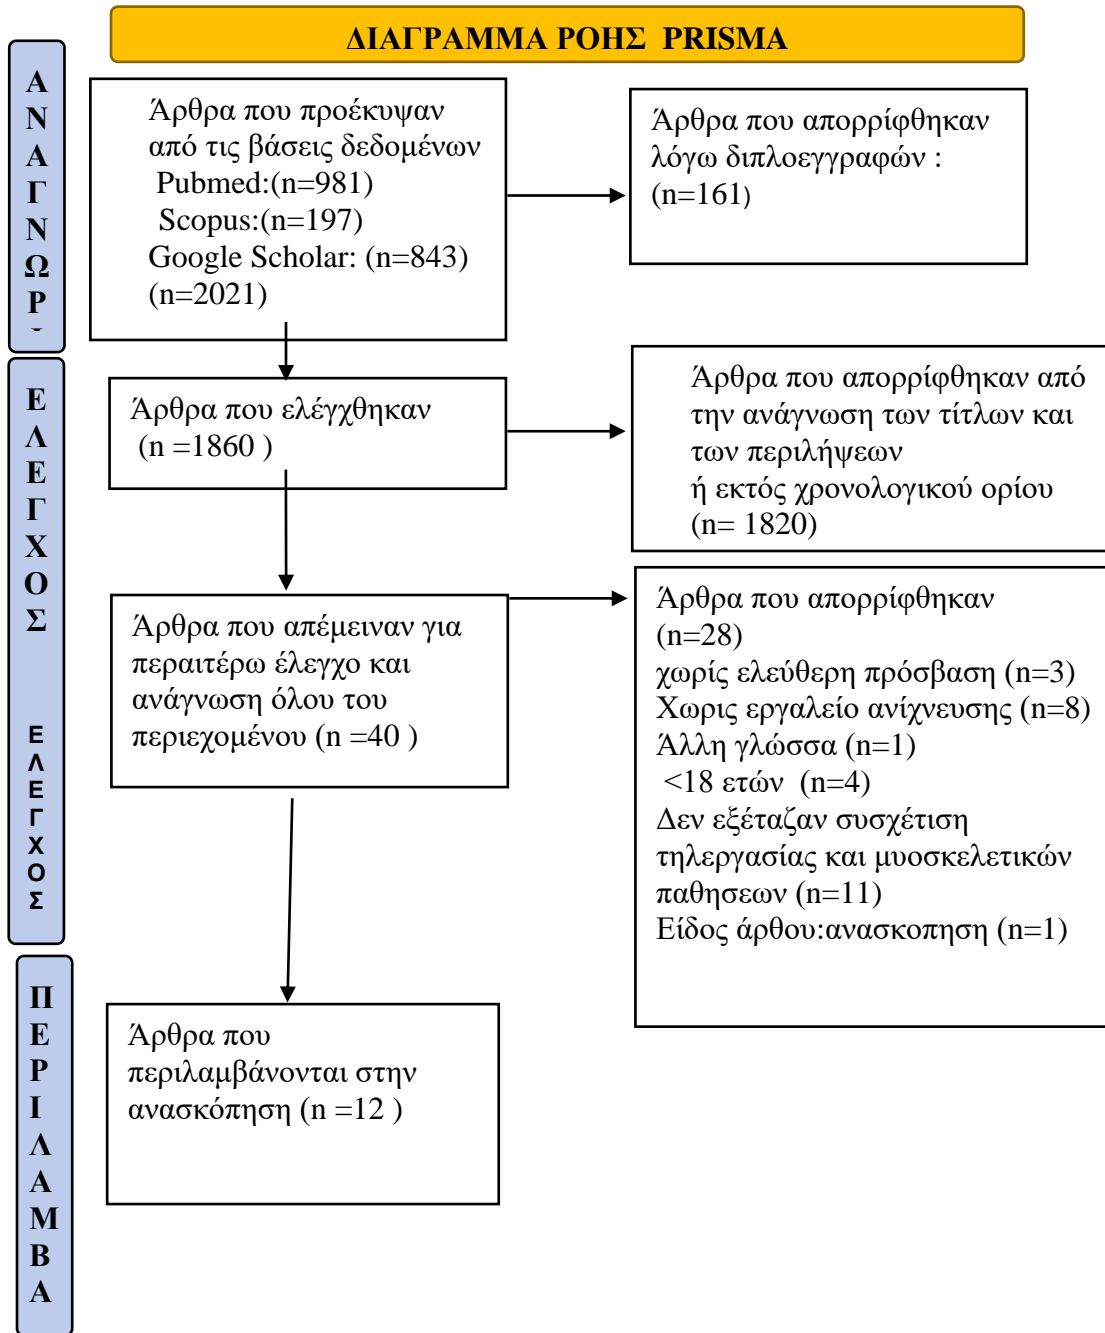 ΔΙΑΓΡΑΜΜΑ ΡΟΗΣ PRISMA
ΑΝΑΓΝΩΡ
Άρθρα που προέκυψαν
από τις βάσεις δεδομένων
Pubmed:(n=981)
Scopus:(n=197)
Google Scholar: (n=843)
(n=2021)
Άρθρα που απορρίφθηκαν
λόγω διπλοεγγραφών :
(n=161)
ΕΛΕΓΧΟΣ
ΕΛΕΓΧΟΣ
Άρθρα που ελέγχθηκαν
(n =1860 )
Άρθρα που απορρίφθηκαν από
την ανάγνωση των τίτλων και
των περιλήψεων
ή εκτός χρονολογικού ορίου
(n= 1820)
Άρθρα που απέμειναν για
περαιτέρω έλεγχο και
ανάγνωση όλου του
περιεχομένου (n =40 )
Άρθρα που απορρίφθηκαν
(n=28)
χωρίς ελεύθερη πρόσβαση (n=3)
Χωρις εργαλείο ανίχνευσης (n=8)
Άλλη γλώσσα (n=1)
<18 ετών (n=4)
Δεν εξέταζαν συσχέτιση
τηλεργασίας και μυοσκελετικών
παθησεων (n=11)
Είδος άρθου:ανασκοπηση (n=1)
ΠΕΡΙΛΑΜΒΑ
Άρθρα που
περιλαμβάνονται στην
ανασκόπηση (n =12 )